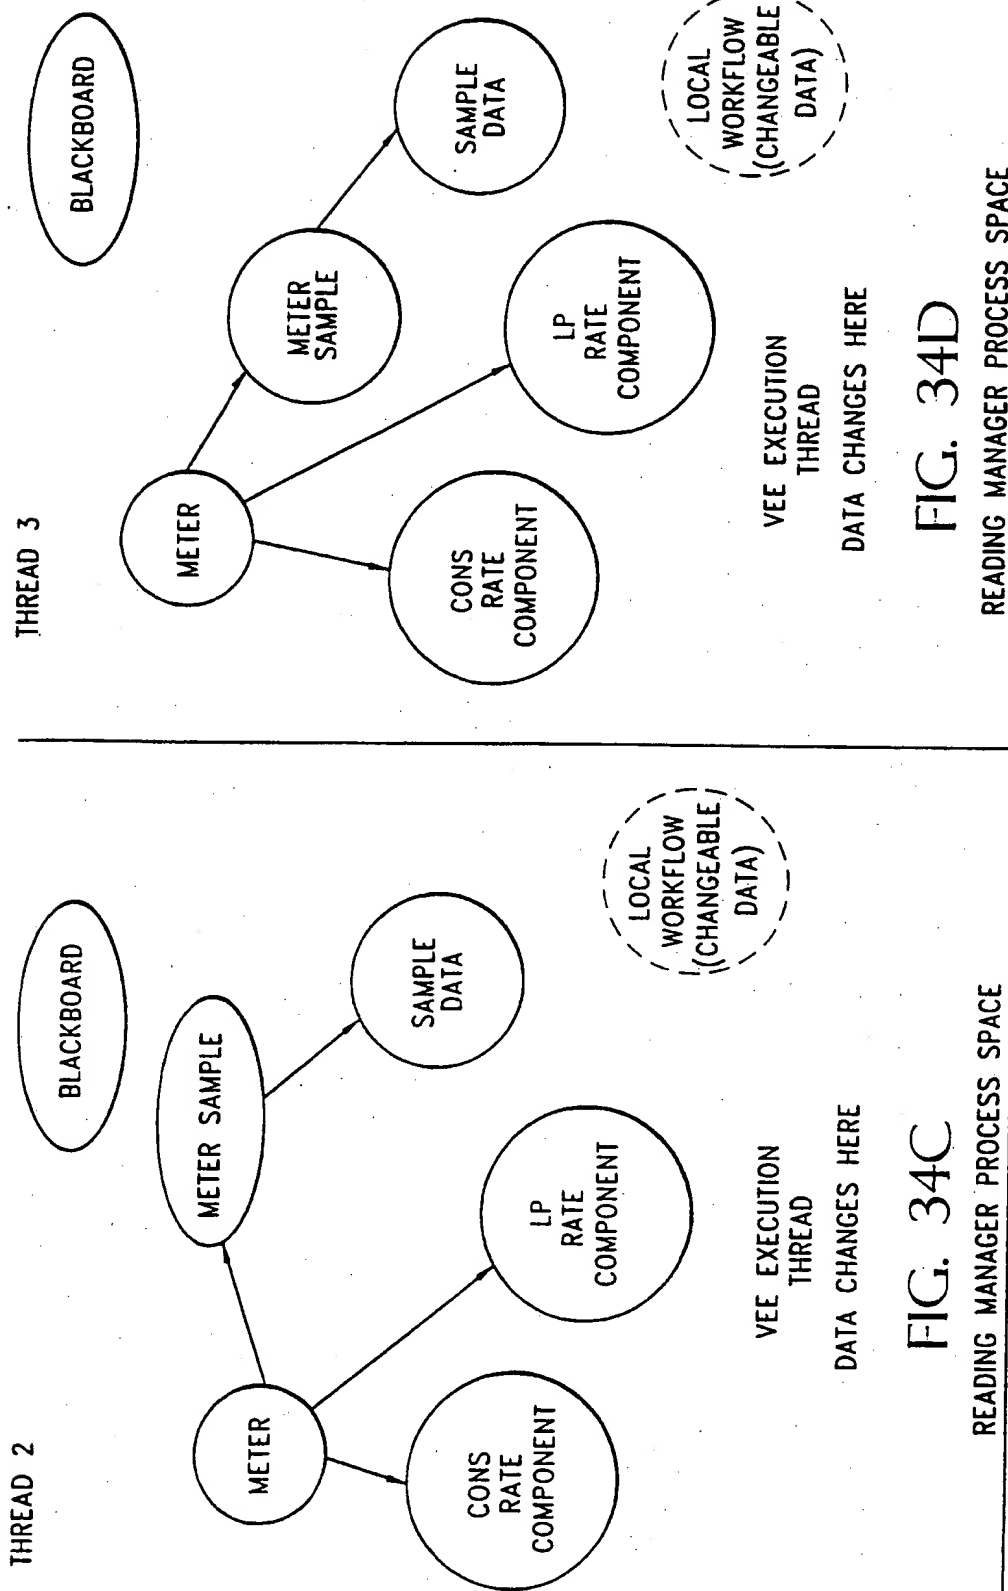 THREAD 2
BLACKBOARD
METER SAMPLE
METER
SAMPLE
DATA
CONS
RATE
COMPONENT
LP
RATE
COMPONENT
LOCAL
WORKFLOW
(CHANGEABLE
DATA)
VEE EXECUTION
THREAD
DATA CHANGES HERE
FIG. 34C
READING MANAGER PROCESS SPACE
THREAD 3
BLACKBOARD
METER
METER
SAMPLE
SAMPLE
DATA
CONS
RATE
COMPONENT
LP
RATE
COMPONENT
LOCAL
WORKFLOW
(CHANGEABLE
DATA)
VEE EXECUTION
THREAD
DATA CHANGES HERE
FIG. 34D
READING MANAGER PROCESS SPACE